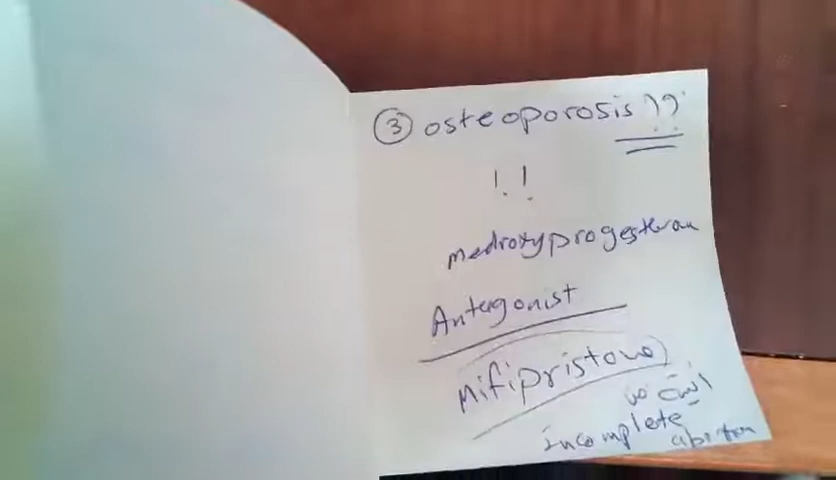 ③ osteoporosis ??
!!
medroxyprogesteron
Antagonist
Mifipristone
incomplete
abortion